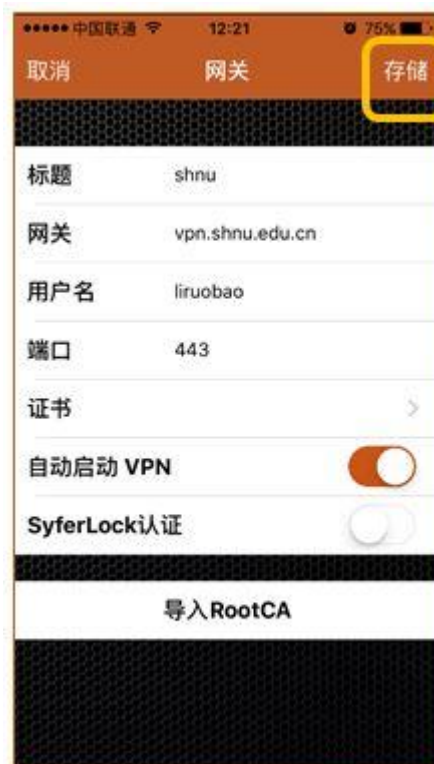 中国联通 12:21 75%
取消 网关 存储
标题 shnu
网关 vpn.shnu.edu.cn
用户名 liruobao
端口 443
证书
自动启动 VPN
SyferLock认证
导入RootCA